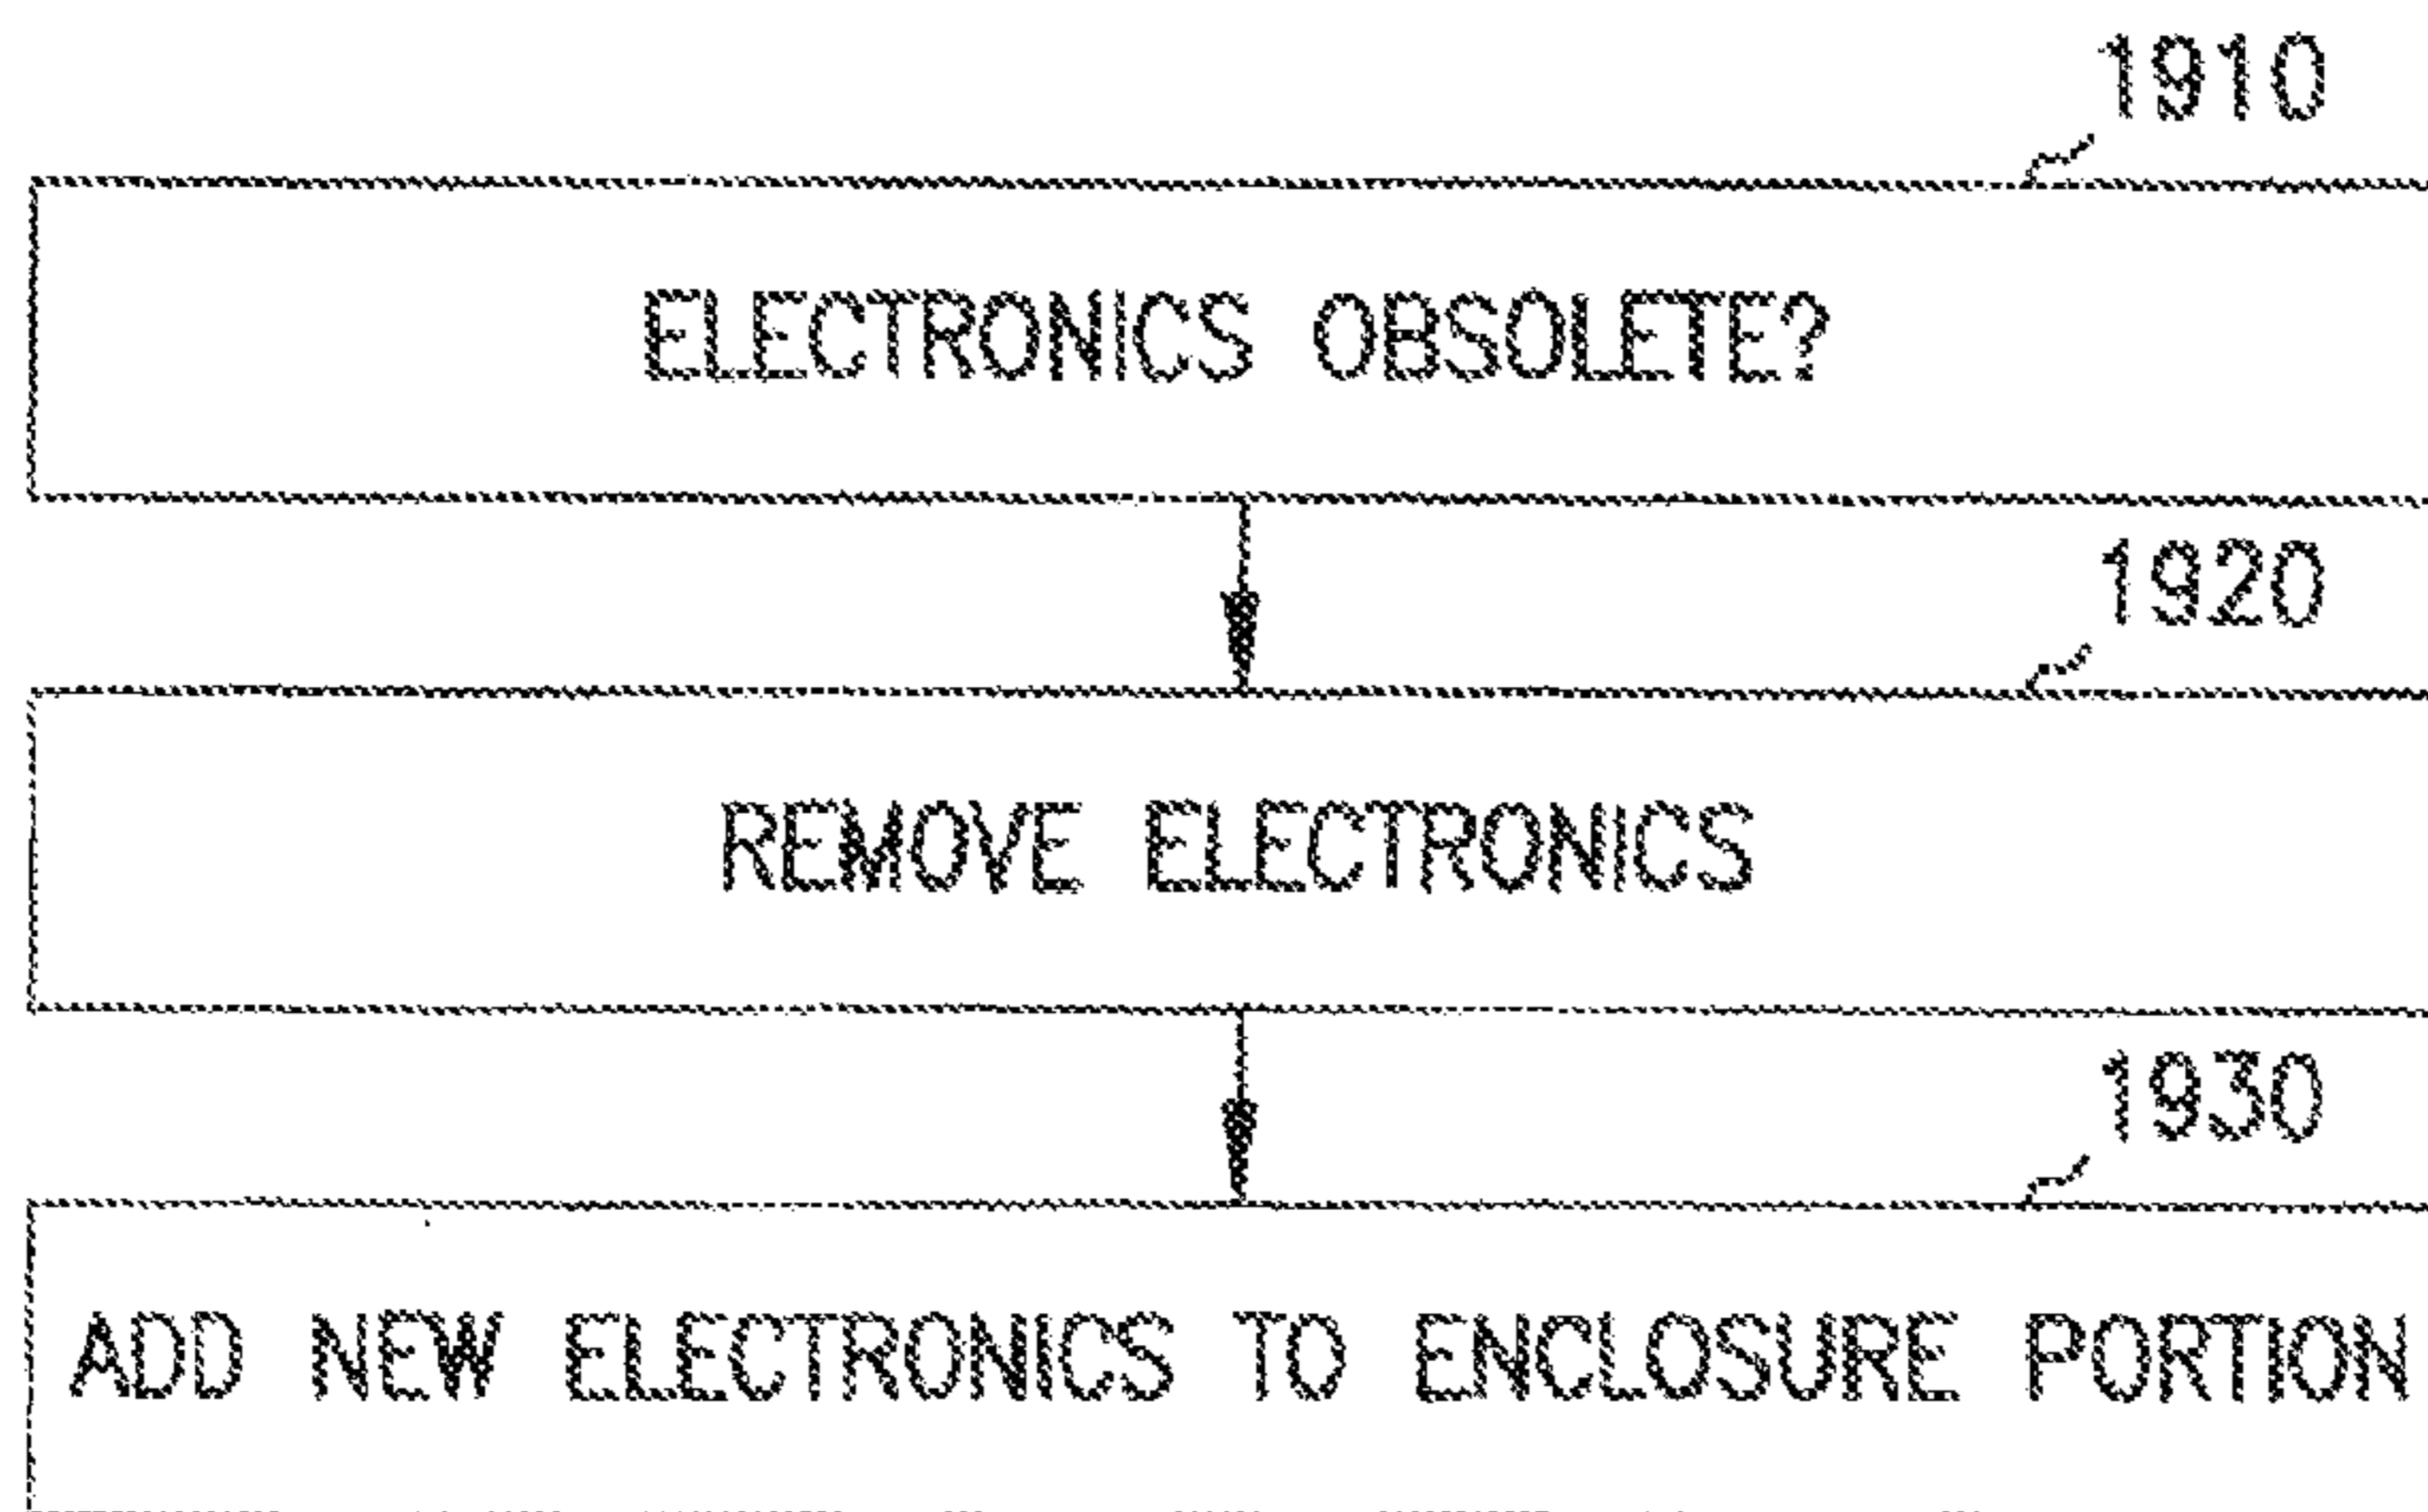 1910
ELECTRONICS OBSOLETE?
1920
REMOVE ELECTRONICS
1930
ADD NEW ELECTRONICS TO ENCLOSURE PORTION